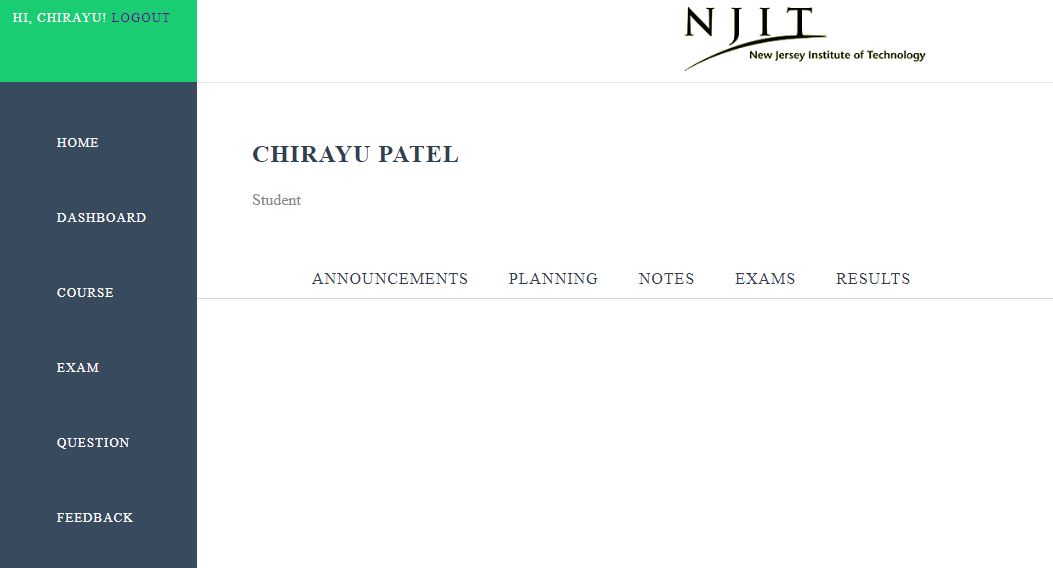 HI, CHIRAYU! LOGOUT
NJIT
New Jersey Institute of Technology
HOME
DASHBOARD
COURSE
EXAM
QUESTION
FEEDBACK
CHIRAYU PATEL
Student
ANNOUNCEMENTS PLANNING NOTES EXAMS RESULTS